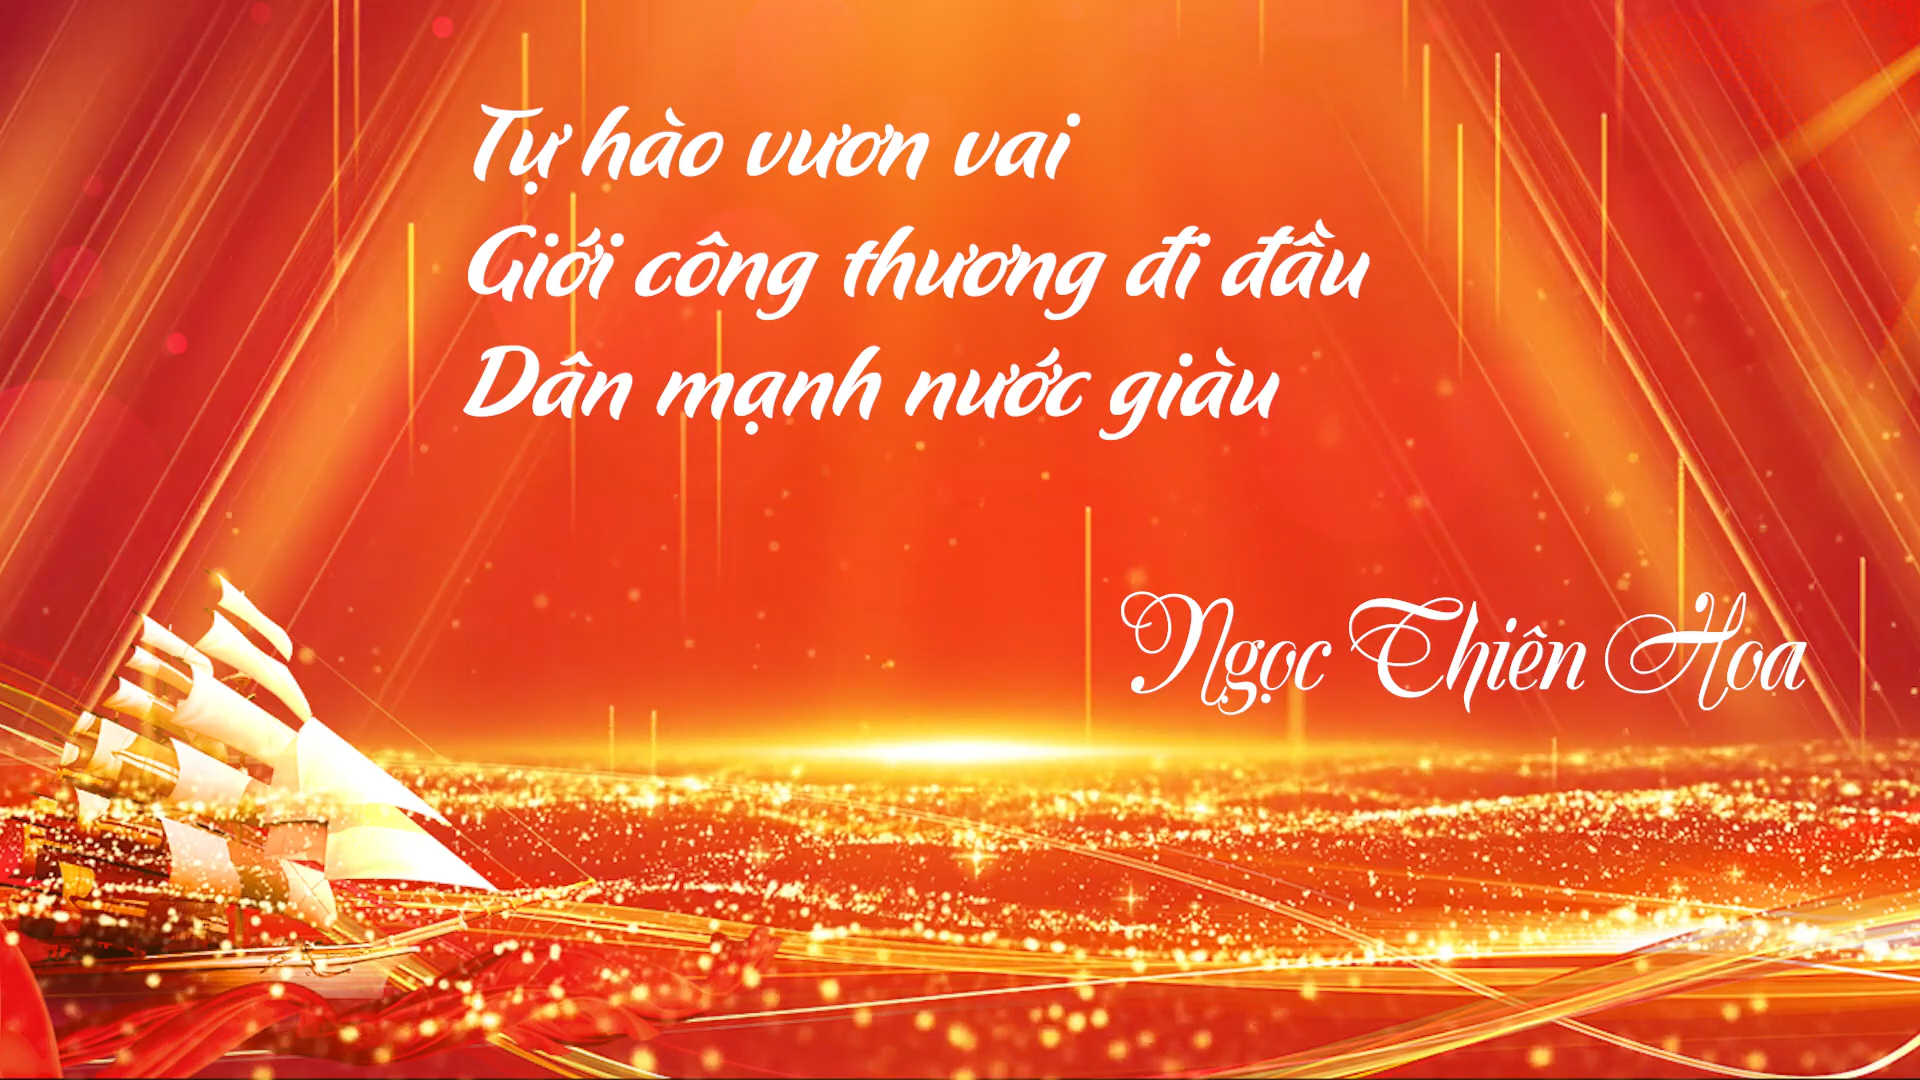 Tự hào vươn vai
Giới công thương đi đầu
Dân mạnh nước giàu
Ngọc Thiên Hoa